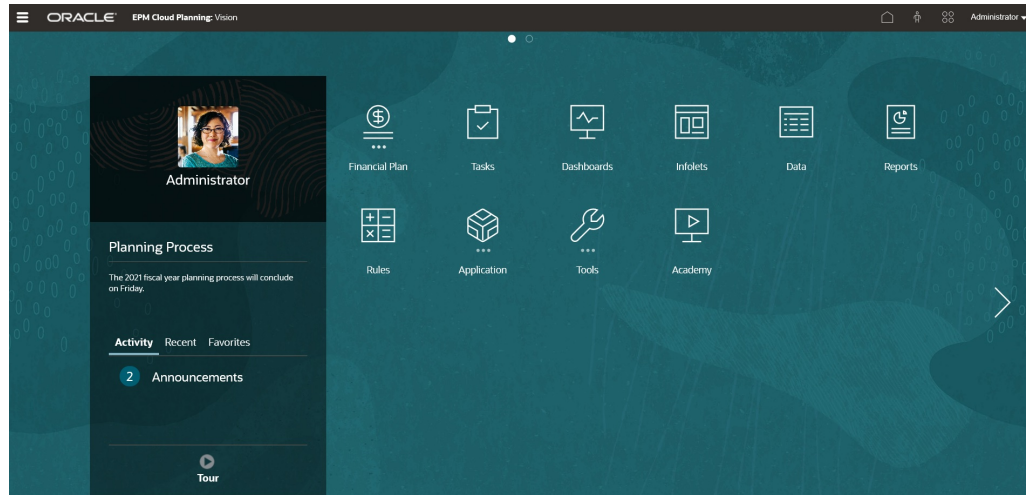 ORACLE® EPM Cloud Planning: Vision Administrator
Administrator
Planning Process
The 2021 fiscal year planning process will conclude
on Friday.
Activity Recent Favorites
2 Announcements
Tour
Financial Plan Tasks Dashboards Infolets Data Reports
Rules Application Tools Academy